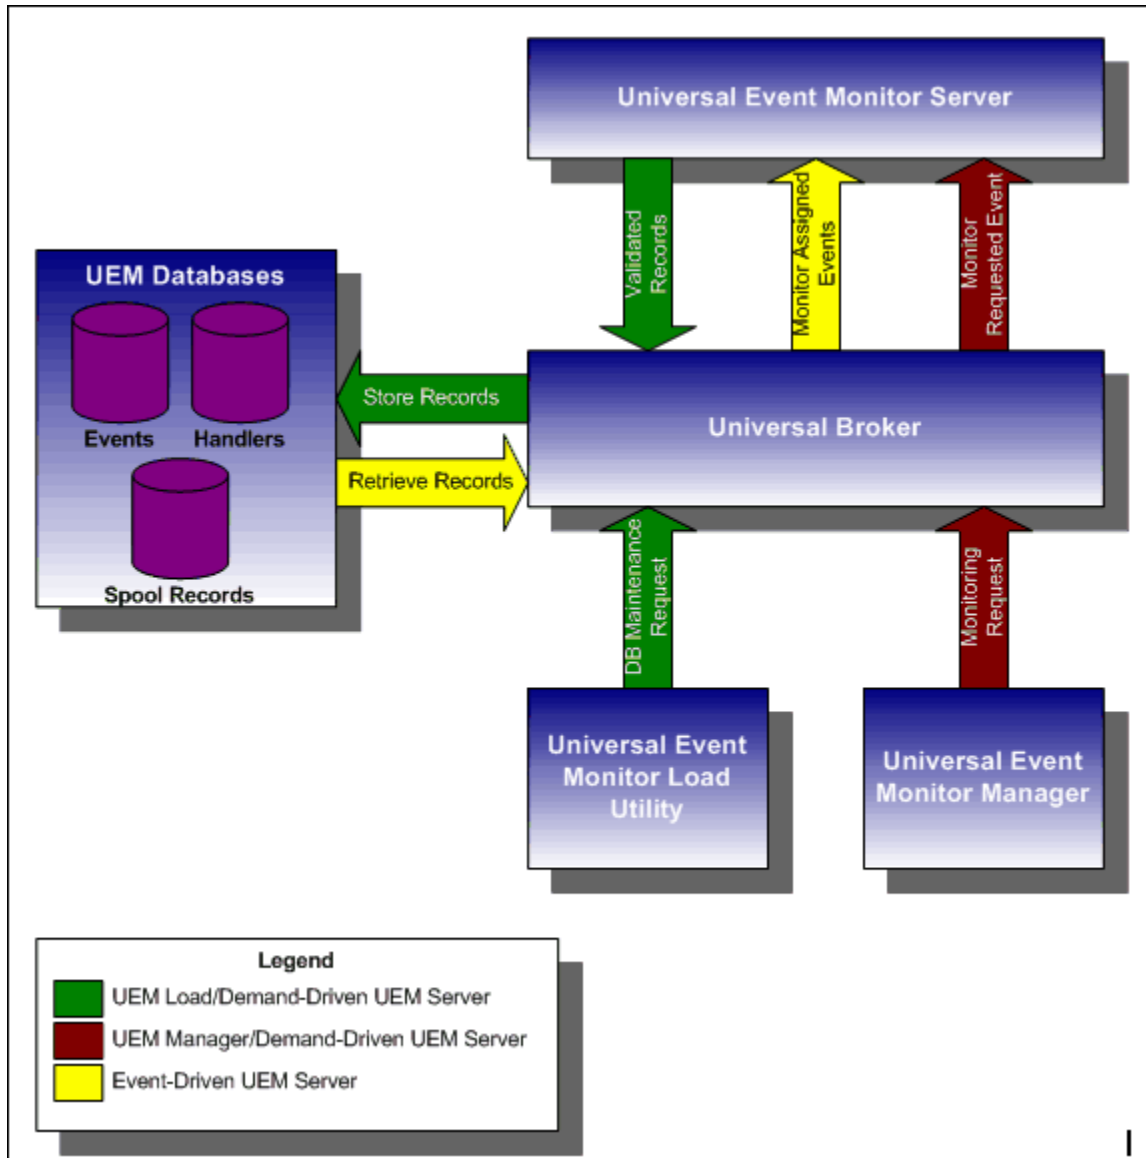 Universal Event Monitor Server
Validated
Records
Monitor Assigned
Events
Monitor
Requested Event
UEM Databases
Events
Handlers
Spool Records
Store Records
Retrieve Records
Universal Broker
DB Maintenance
Request
Monitoring
Request
Universal Event
Monitor Load
Utility
Universal Event
Monitor Manager
Legend
UEM Load/Demand-Driven UEM Server
UEM Manager/Demand-Driven UEM Server
Event-Driven UEM Server